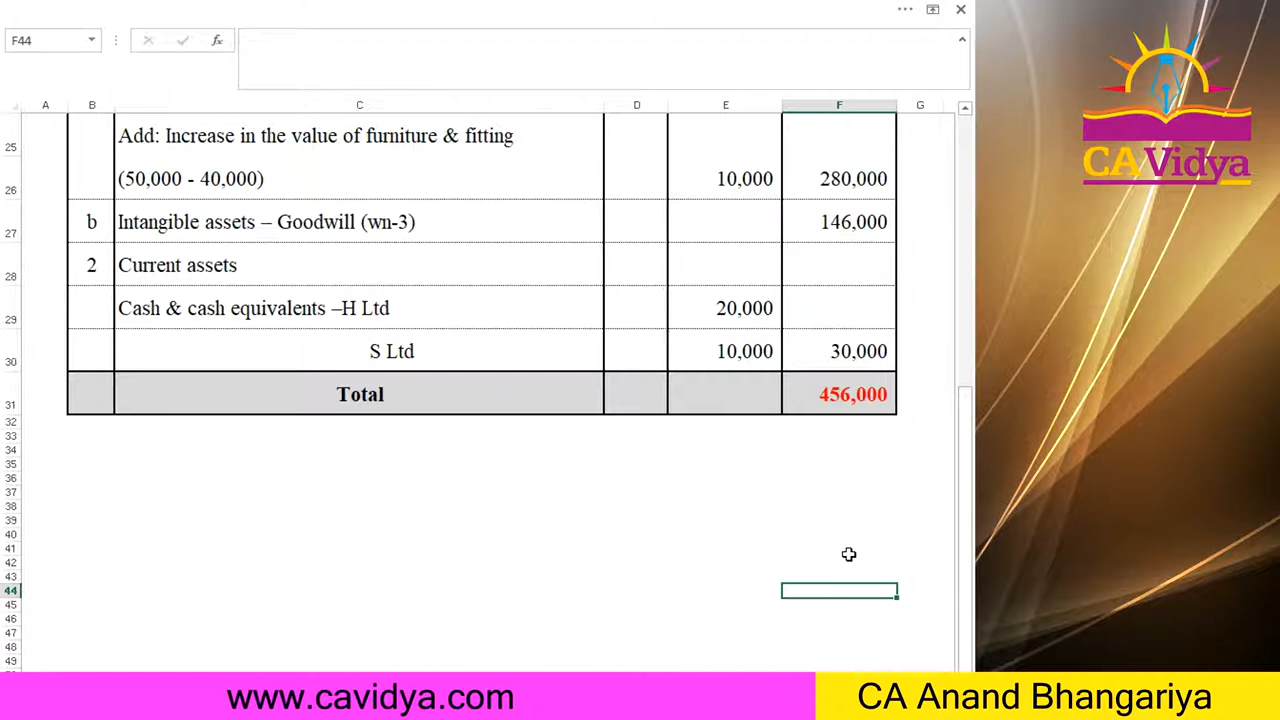 F44
fx
A B C D E F G
25 Add: Increase in the value of furniture & fitting
26 (50,000 - 40,000) 10,000 280,000
27 b Intangible assets – Goodwill (wn-3) 146,000
28 2 Current assets
29 Cash & cash equivalents –H Ltd 20,000
30 S Ltd 10,000 30,000
31 Total 456,000
32
33
34
35
36
37
38
39
40
41
42
43
44
45
46
47
48
49
CA Vidya
www.cavidya.com
CA Anand Bhangariya